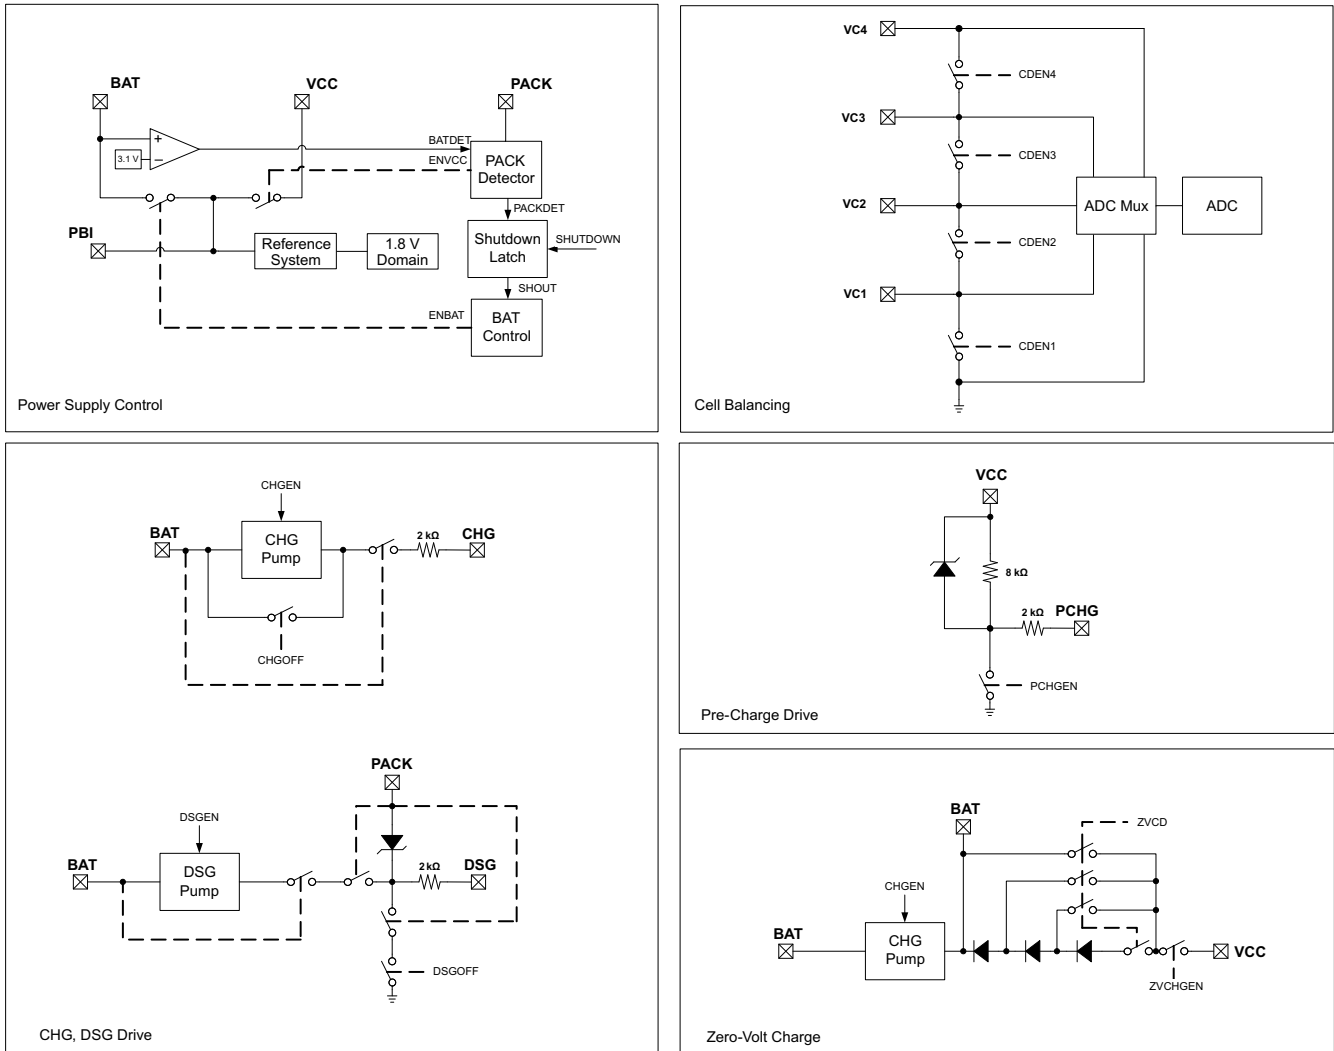 BAT
VCC
PACK
3.1 V
+
–
BATDET
ENVCC
PACK
Detector
PACKDET
PBI
Reference
System
1.8 V
Domain
Shutdown
Latch
SHUTDOWN
SHOUT
ENBAT
BAT
Control
Power Supply Control
VC4
CDEN4
VC3
CDEN3
VC2
ADC Mux
ADC
CDEN2
VC1
CDEN1
Cell Balancing
CHGEN
BAT
CHG
Pump
2 kΩ
CHG
CHGOFF
PACK
DSGEN
BAT
DSG
Pump
2 kΩ
DSG
DSGOFF
CHG, DSG Drive
VCC
8 kΩ
2 kΩ
PCHG
PCHGEN
Pre-Charge Drive
BAT
ZVCD
CHGEN
BAT
CHG
Pump
VCC
ZVCHGEN
Zero-Volt Charge